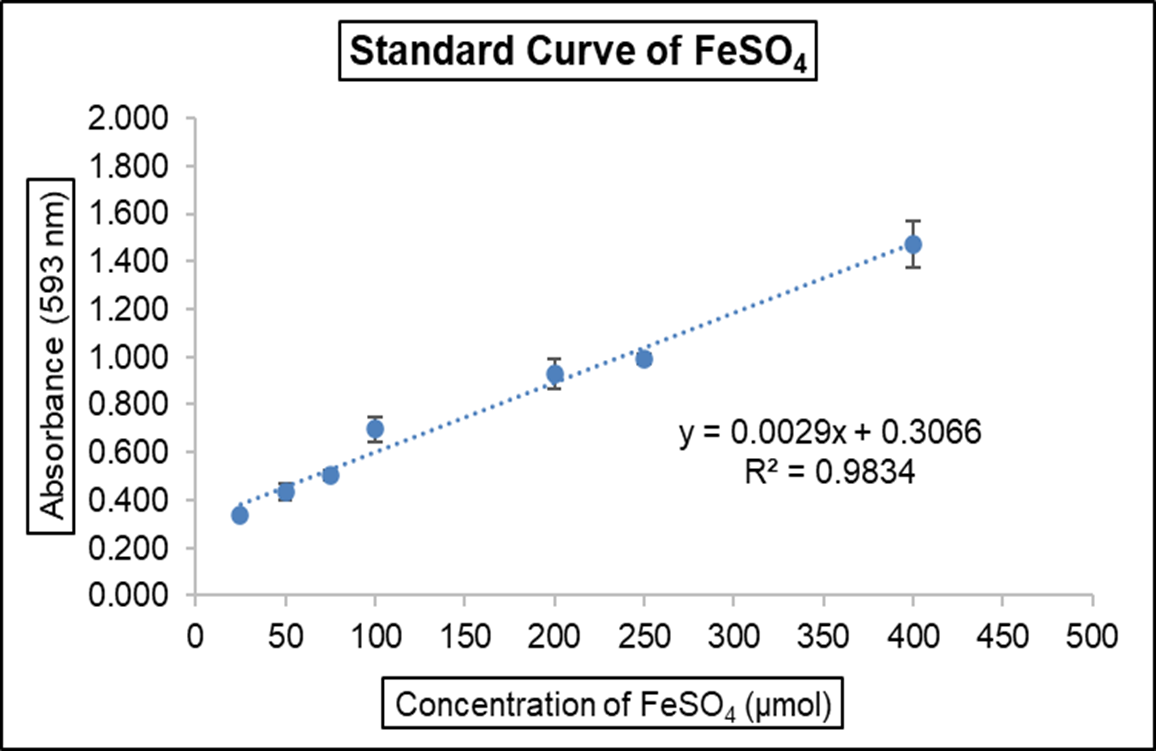 Standard Curve of FeSO₄
2.000
1.800
1.600
1.400
1.200
1.000
0.800
0.600
0.400
0.200
0.000
Absorbance (593 nm)
y = 0.0029x + 0.3066
R² = 0.9834
0 50 100 150 200 250 300 350 400 450 500
Concentration of FeSO₄ (µmol)